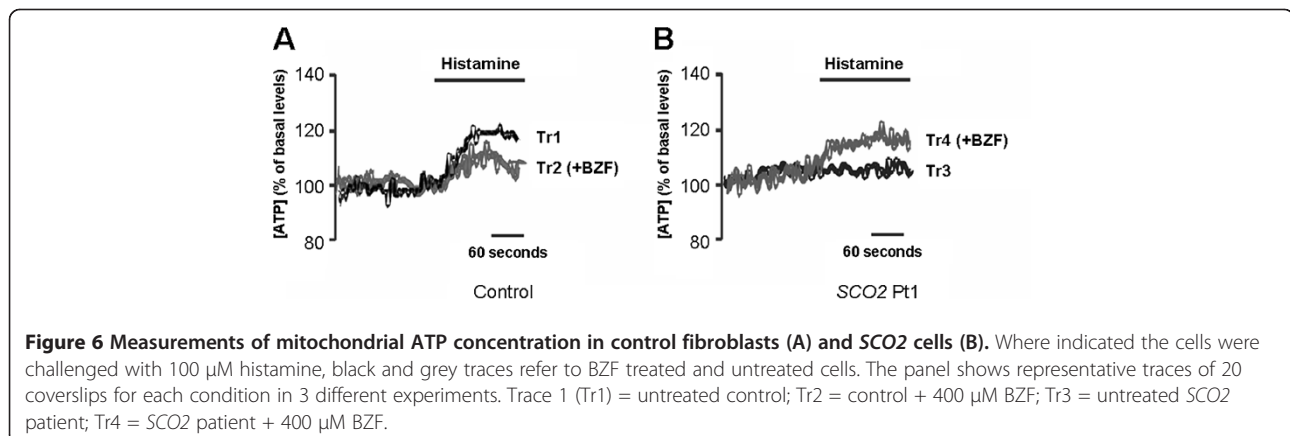 A
B
Histamine
Histamine
140
120
100
80
[ATP] (% of basal levels)
Tr1
Tr2 (+BZF)
60 seconds
Control
140
120
100
80
[ATP] (% of basal levels)
Tr4 (+BZF)
Tr3
60 seconds
SCO2 Pt1
Figure 6 Measurements of mitochondrial ATP concentration in control fibroblasts (A) and SCO2 cells (B). Where indicated the cells were
challenged with 100 μM histamine, black and grey traces refer to BZF treated and untreated cells. The panel shows representative traces of 20
coverslips for each condition in 3 different experiments. Trace 1 (Tr1) = untreated control; Tr2 = control + 400 μM BZF; Tr3 = untreated SCO2
patient; Tr4 = SCO2 patient + 400 μM BZF.